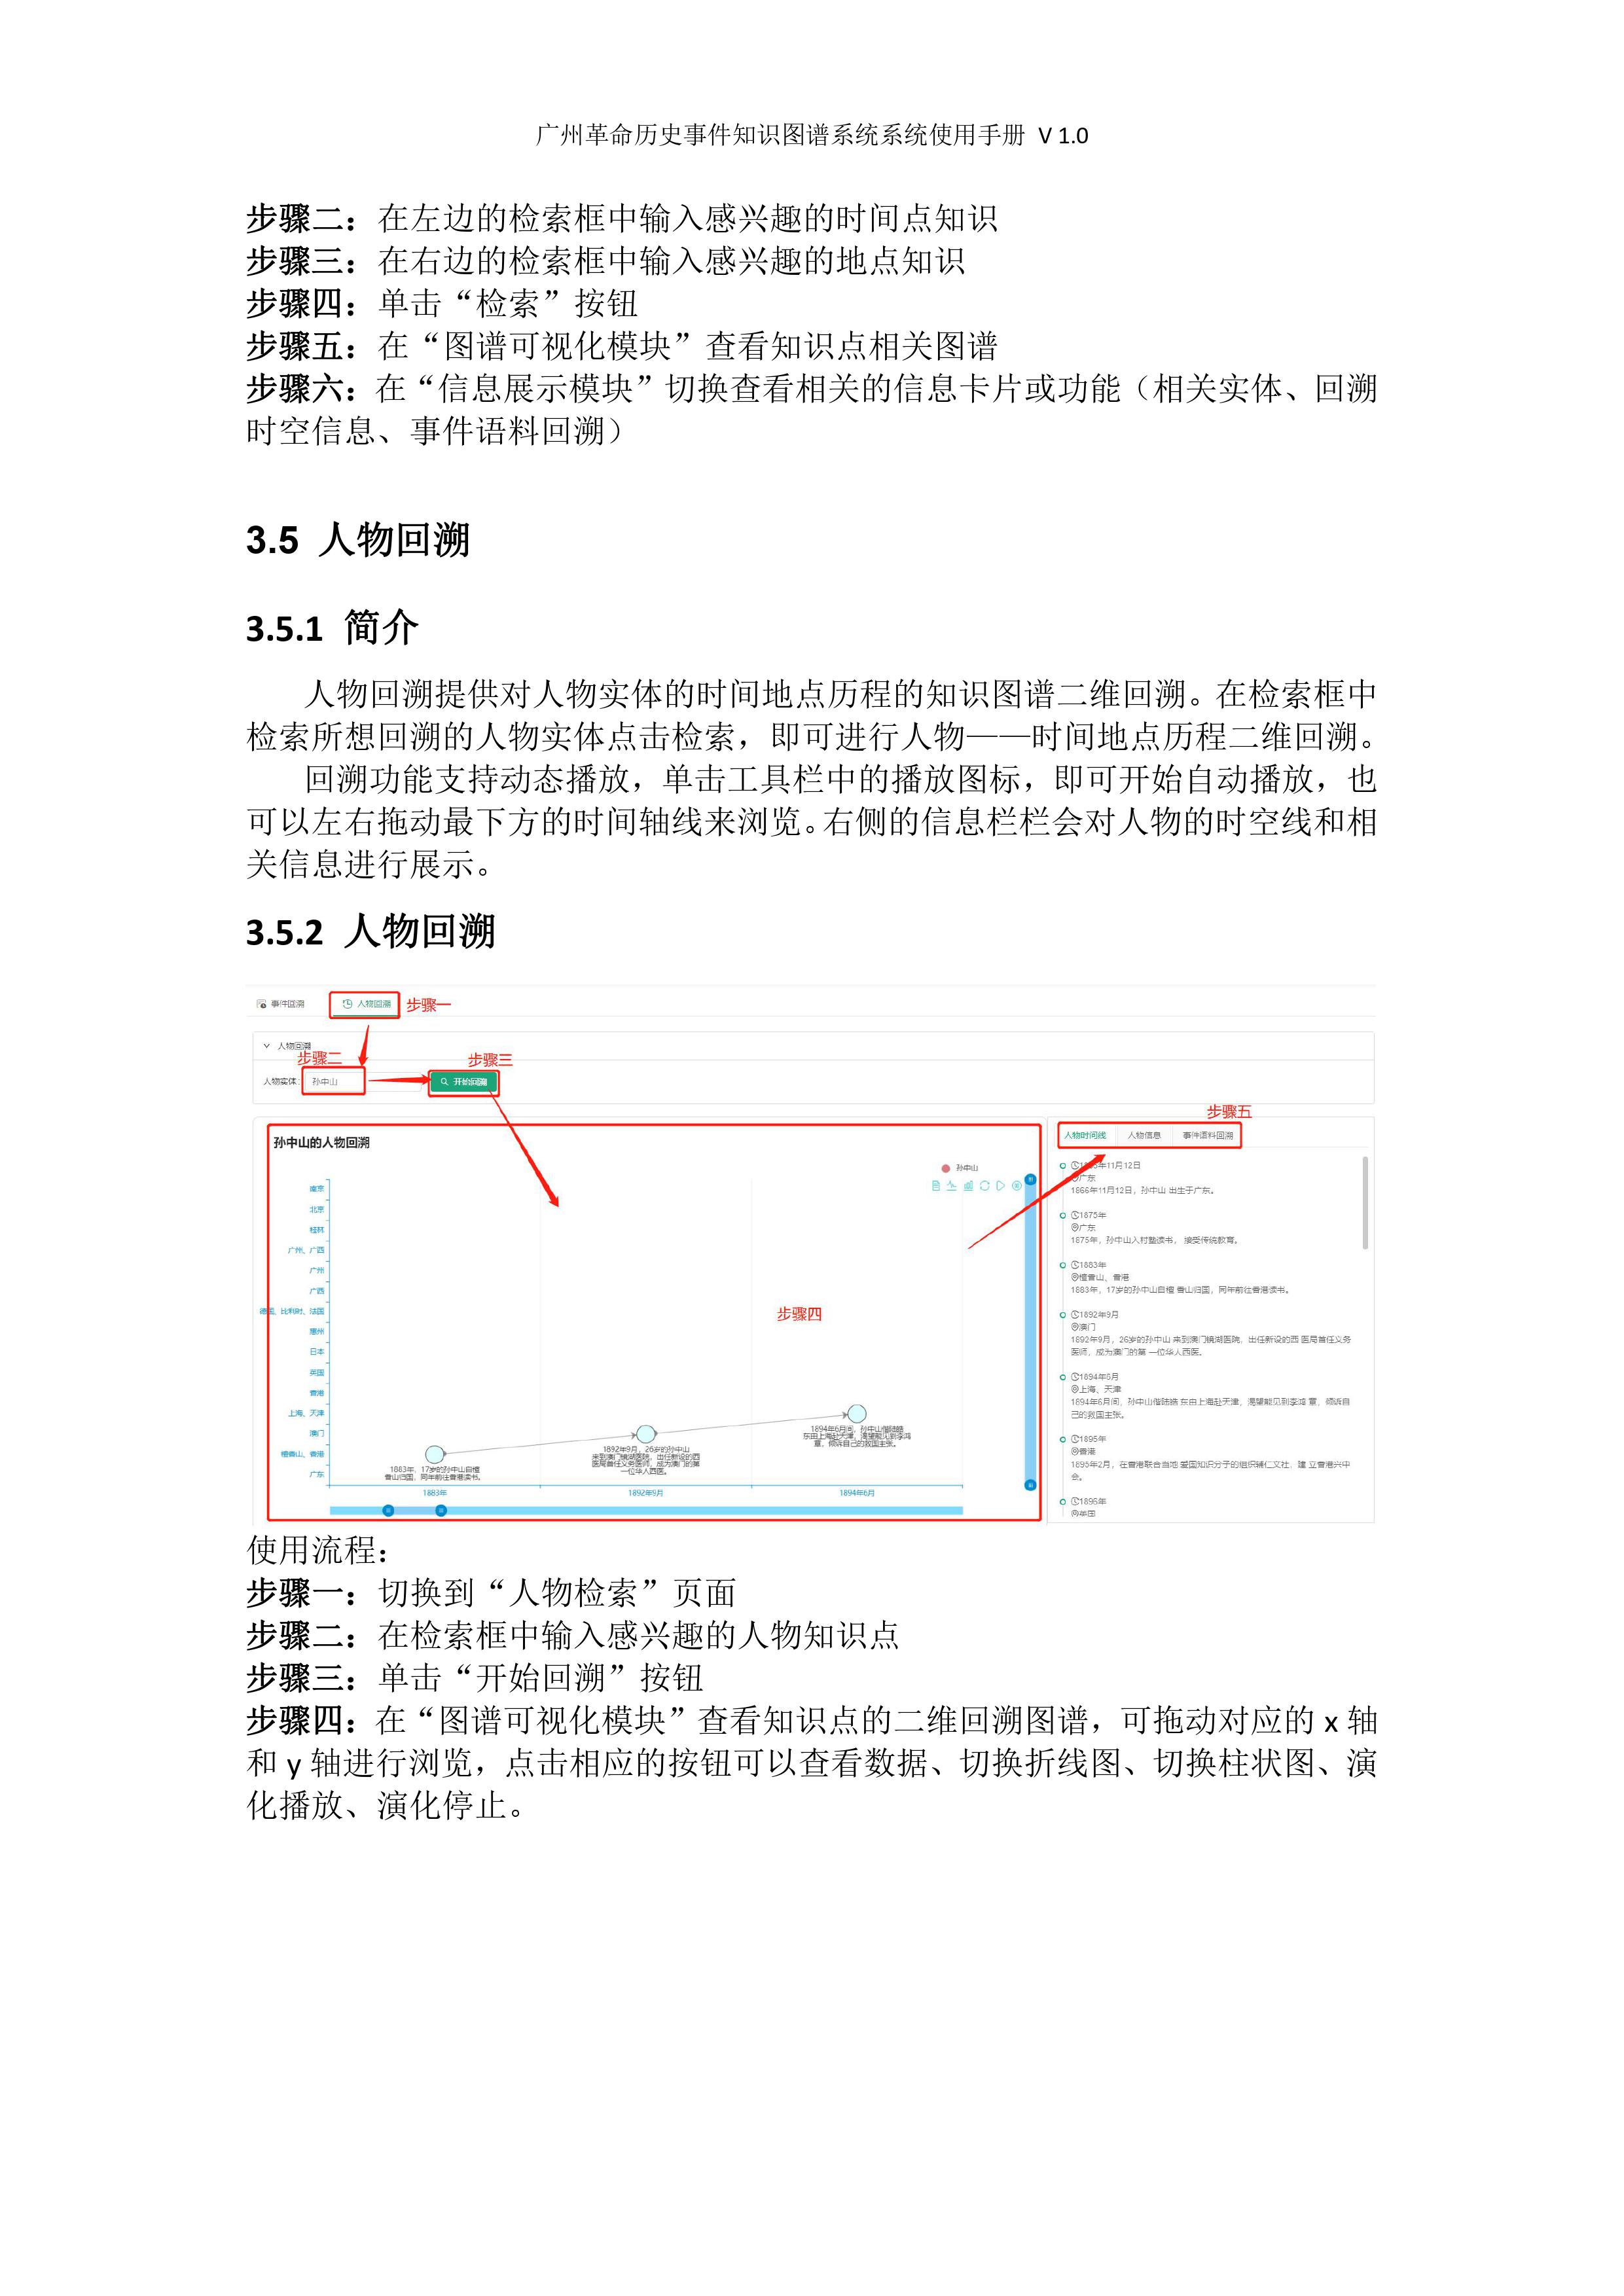 广州革命历史事件知识图谱系统系统使用手册 V 1.0
步骤二：在左边的检索框中输入感兴趣的时间点知识
步骤三：在右边的检索框中输入感兴趣的地点知识
步骤四：单击“检索”按钮
步骤五：在“图谱可视化模块”查看知识点相关图谱
步骤六：在“信息展示模块”切换查看相关的信息卡片或功能（相关实体、回溯
时空信息、事件语料回溯）
3.5 人物回溯
3.5.1 简介
人物回溯提供对人物实体的时间地点历程的知识图谱二维回溯。在检索框中
检索所想回溯的人物实体点击检索，即可进行人物——时间地点历程二维回溯。
回溯功能支持动态播放，单击工具栏中的播放图标，即可开始自动播放，也
可以左右拖动最下方的时间轴线来浏览。右侧的信息栏栏会对人物的时空线和相
关信息进行展示。
3.5.2 人物回溯
事件回溯 人物回溯 步骤一
人物回溯
步骤二 步骤三
人物实体： 孙中山 开始回溯
步骤五
孙中山的人物回溯
孙中山
南京
北京
桂林
广州、广西
广州
广西
德国、比利时、法国
惠州
日本
英国
香港
上海、天津
澳门
檀香山、香港
广东
步骤四
1883年，17岁的孙中山自檀
香山归国，同年前往香港读书。
1892年9月，26岁的孙中山
来到澳门镜湖医院，出任新设的西
医局首任义务医师，成为澳门的第
一位华人西医。
1894年6月间，孙中山偕陆皓
东由上海赴天津，渴望能见到李鸿
章，倾诉自己的救国主张。
1883年 1892年9月 1894年6月
人物时间线 人物信息 事件语料回溯
年11月12日
广东
1866年11月12日，孙中山 出生于广东。
1875年
广东
1875年，孙中山入村塾读书， 接受传统教育。
1883年
檀香山、香港
1883年，17岁的孙中山自檀 香山归国，同年前往香港读书。
1892年9月
澳门
1892年9月，26岁的孙中山 来到澳门镜湖医院，出任新设的西 医局首任义务
医师，成为澳门的第 一位华人西医。
1894年6月
上海、天津
1894年6月间，孙中山偕陆皓 东由上海赴天津，渴望能见到李鸿 章，倾诉自
己的救国主张。
1895年
香港
1895年2月，在香港联合当地 爱国知识分子的组织辅仁文社，建 立香港兴中
会。
1896年
英国
使用流程：
步骤一：切换到“人物检索”页面
步骤二：在检索框中输入感兴趣的人物知识点
步骤三：单击“开始回溯”按钮
步骤四：在“图谱可视化模块”查看知识点的二维回溯图谱，可拖动对应的 x 轴
和 y 轴进行浏览，点击相应的按钮可以查看数据、切换折线图、切换柱状图、演
化播放、演化停止。